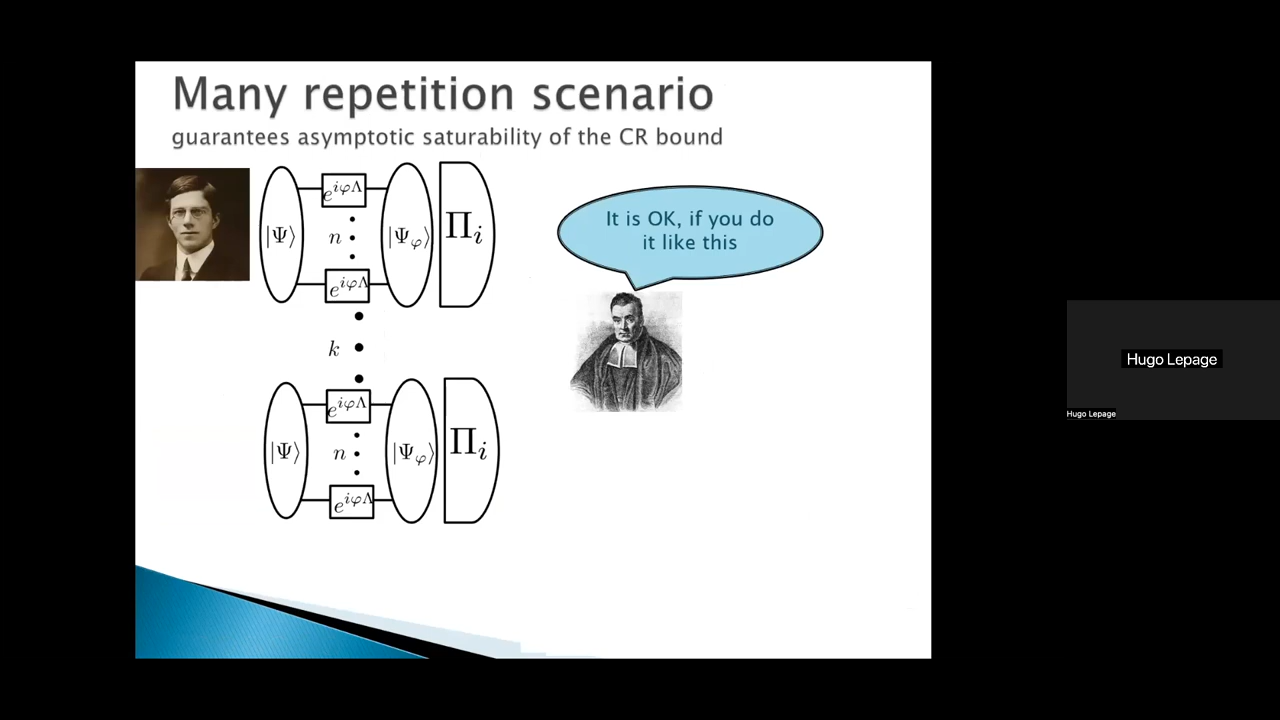 Many repetition scenario
guarantees asymptotic saturability of the CR bound
|Ψ⟩
e^{iφΛ}
n
e^{iφΛ}
|Ψ_φ⟩
Π_i
It is OK, if you do
it like this
k
|Ψ⟩
e^{iφΛ}
n
e^{iφΛ}
|Ψ_φ⟩
Π_i
Hugo Lepage
Hugo Lepage